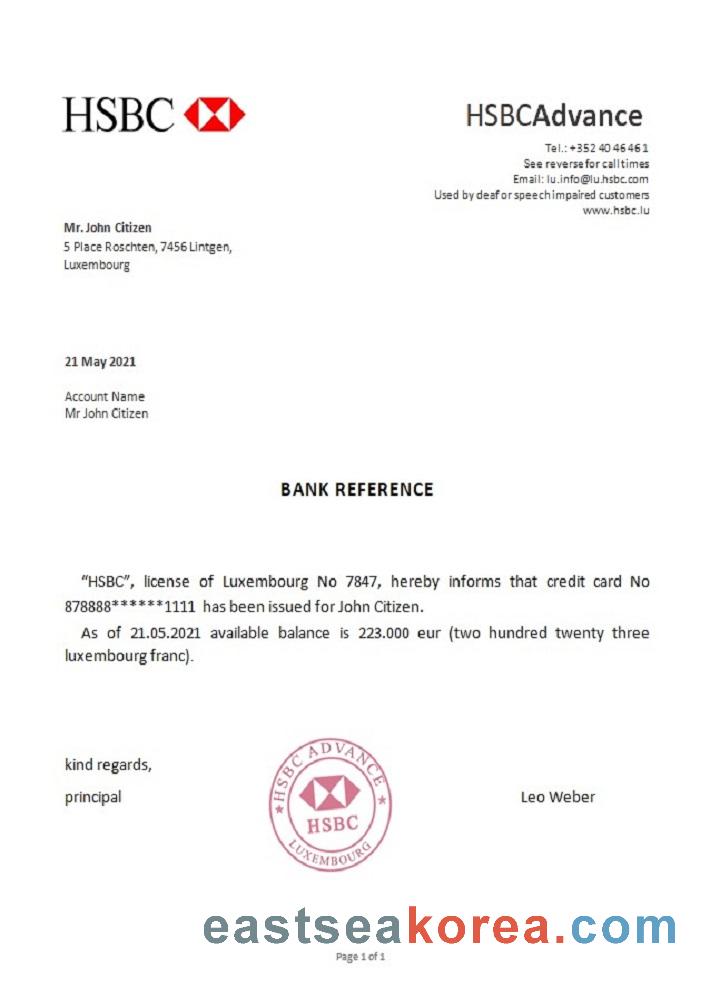 HSBC
HSBCAdvance
Tel.: +352 40 46 46 1
See reverse for call times
Email: lu.info@lu.hsbc.com
Used by deaf or speech impaired customers
www.hsbc.lu
Mr. John Citizen
5 Place Roschten, 7456 Lintgen,
Luxembourg
21 May 2021
Account Name
Mr John Citizen
BANK REFERENCE
“HSBC”, license of Luxembourg No 7847, hereby informs that credit card No
878888******1111 has been issued for John Citizen.
As of 21.05.2021 available balance is 223.000 eur (two hundred twenty three
luxembourg franc).
kind regards,
principal
HSBC ADVANCE
HSBC
LUXEMBOURG
Leo Weber
eastseakorea.com
Page 1 of 1